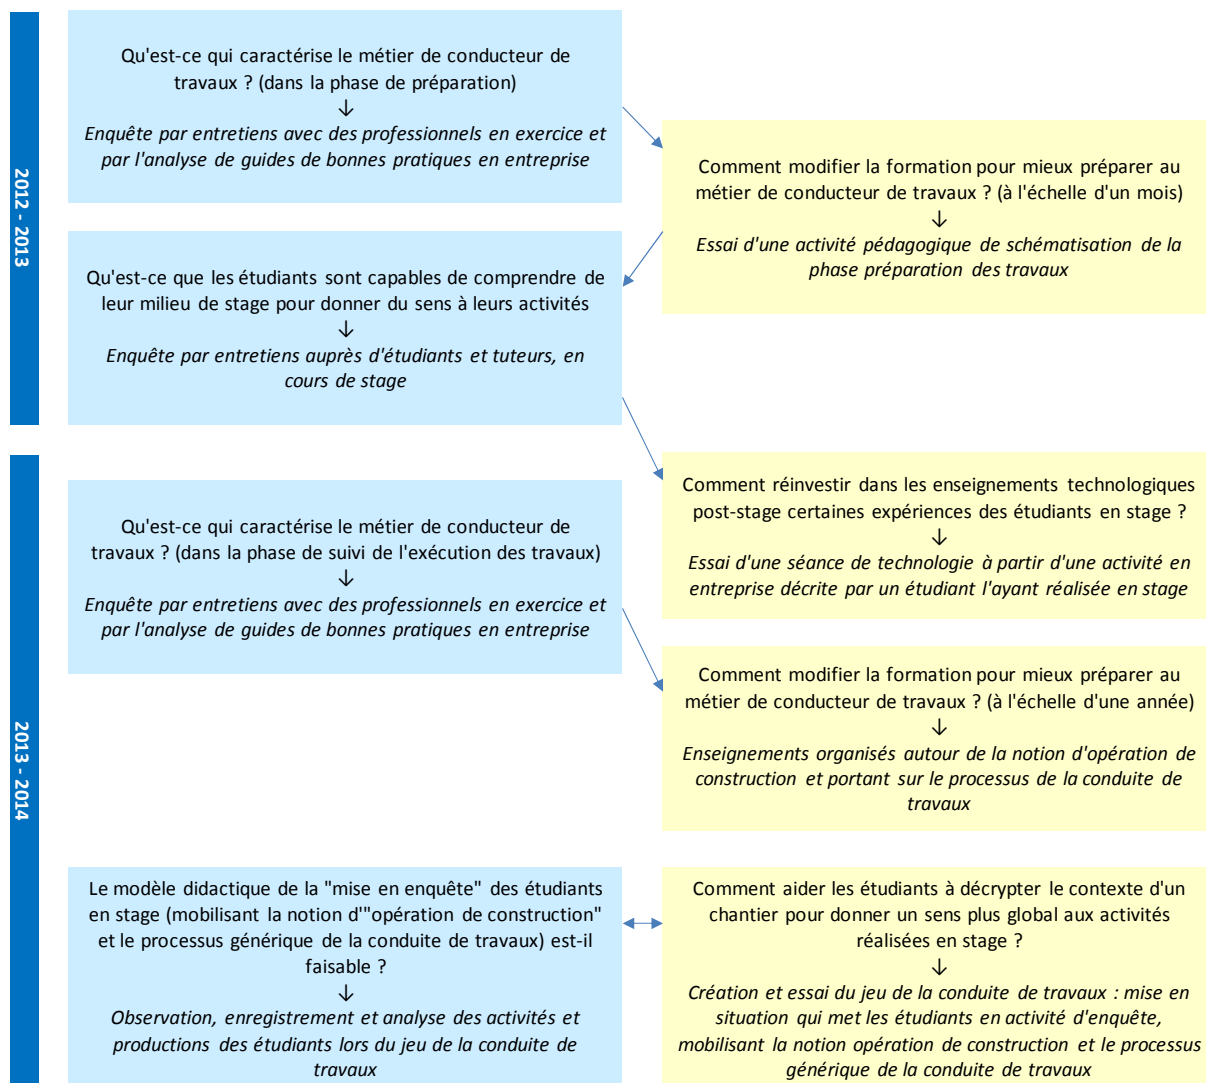 2012 - 2013
Qu'est-ce qui caractérise le métier de conducteur de
travaux ? (dans la phase de préparation)
↓
Enquête par entretiens avec des professionnels en exercice et
par l'analyse de guides de bonnes pratiques en entreprise
Comment modifier la formation pour mieux préparer au
métier de conducteur de travaux ? (à l'échelle d'un mois)
↓
Essai d'une activité pédagogique de schématisation de la
phase préparation des travaux
Qu'est-ce que les étudiants sont capables de comprendre de
leur milieu de stage pour donner du sens à leurs activités
↓
Enquête par entretiens auprès d'étudiants et tuteurs, en
cours de stage
2013 - 2014
Comment réinvestir dans les enseignements technologiques
post-stage certaines expériences des étudiants en stage ?
↓
Essai d'une séance de technologie à partir d'une activité en
entreprise décrite par un étudiant l'ayant réalisée en stage
Qu'est-ce qui caractérise le métier de conducteur de
travaux ? (dans la phase de suivi de l'exécution des travaux)
↓
Enquête par entretiens avec des professionnels en exercice et
par l'analyse de guides de bonnes pratiques en entreprise
Comment modifier la formation pour mieux préparer au
métier de conducteur de travaux ? (à l'échelle d'une année)
↓
Enseignements organisés autour de la notion d'opération de
construction et portant sur le processus de la conduite de
travaux
Le modèle didactique de la "mise en enquête" des étudiants
en stage (mobilisant la notion d'"opération de construction"
et le processus générique de la conduite de travaux) est-il
faisable ?
↓
Observation, enregistrement et analyse des activités et
productions des étudiants lors du jeu de la conduite de
travaux
Comment aider les étudiants à décrypter le contexte d'un
chantier pour donner un sens plus global aux activités
réalisées en stage ?
↓
Création et essai du jeu de la conduite de travaux : mise en
situation qui met les étudiants en activité d'enquête,
mobilisant la notion opération de construction et le processus
générique de la conduite de travaux